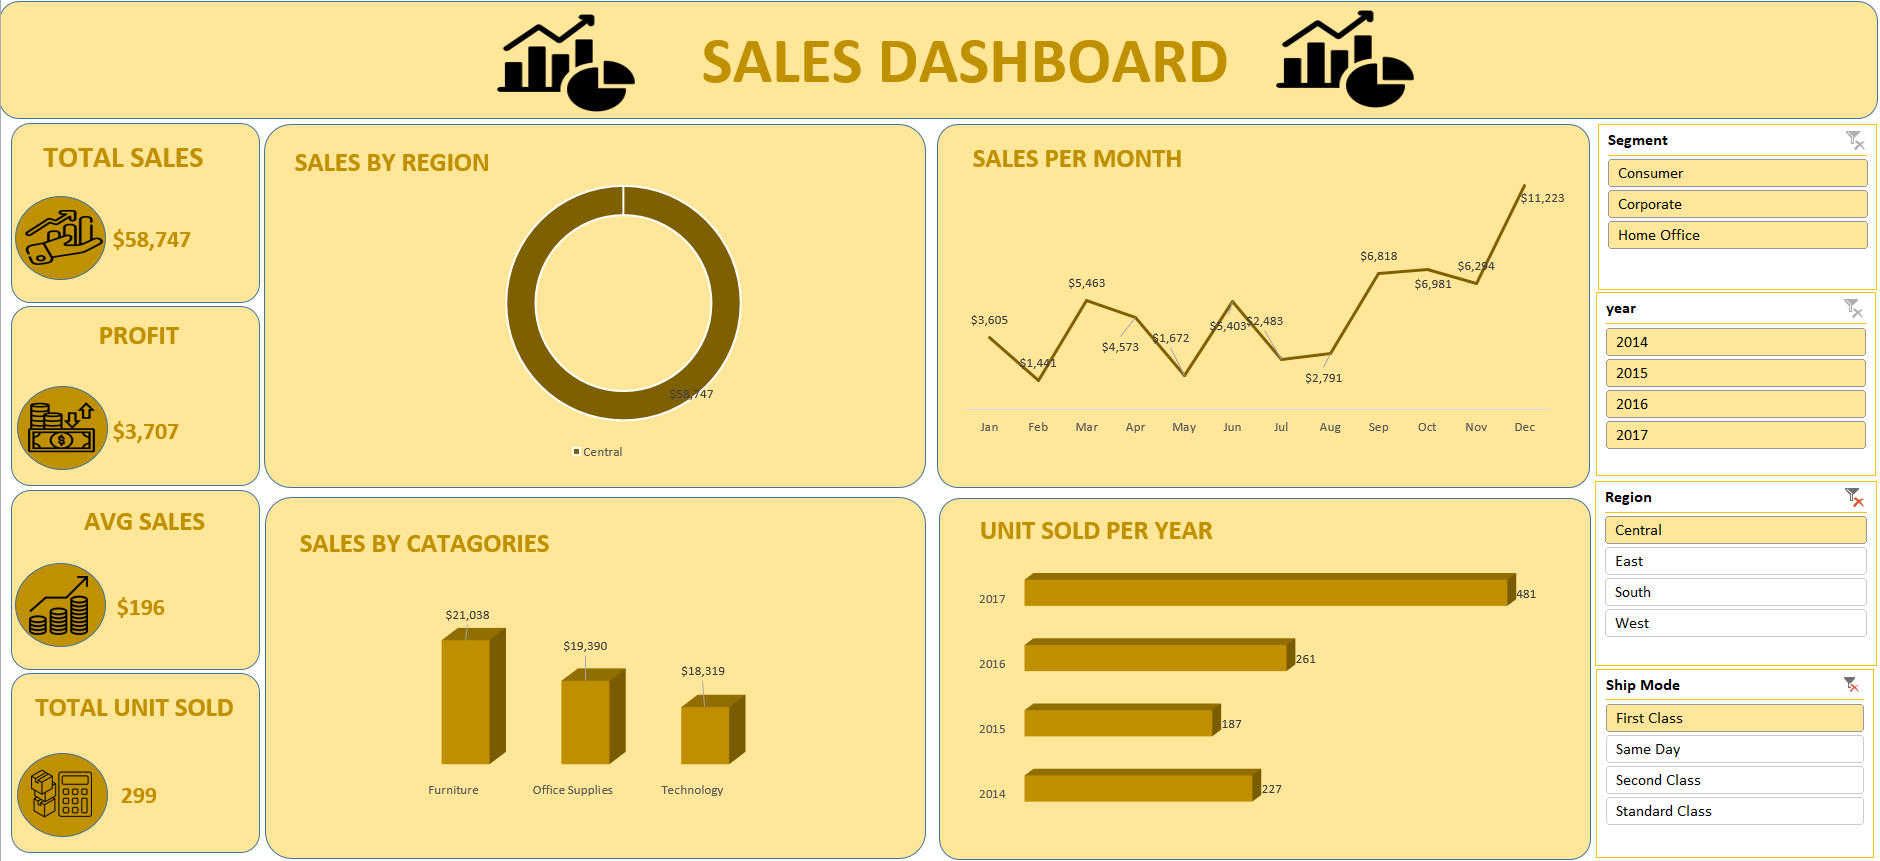 SALES DASHBOARD
TOTAL SALES
$58,747
PROFIT
$3,707
AVG SALES
$196
TOTAL UNIT SOLD
299
SALES BY REGION
$58,747
Central
SALES PER MONTH
$3,605
$1,441
$5,463
$4,573
$1,672
$5,403
$2,483
$2,791
$6,818
$6,981
$6,294
$11,223
Jan Feb Mar Apr May Jun Jul Aug Sep Oct Nov Dec
SALES BY CATAGORIES
$21,038
$19,390
$18,319
Furniture Office Supplies Technology
UNIT SOLD PER YEAR
2017 481
2016 261
2015 187
2014 227
Segment
Consumer
Corporate
Home Office
year
2014
2015
2016
2017
Region
Central
East
South
West
Ship Mode
First Class
Same Day
Second Class
Standard Class